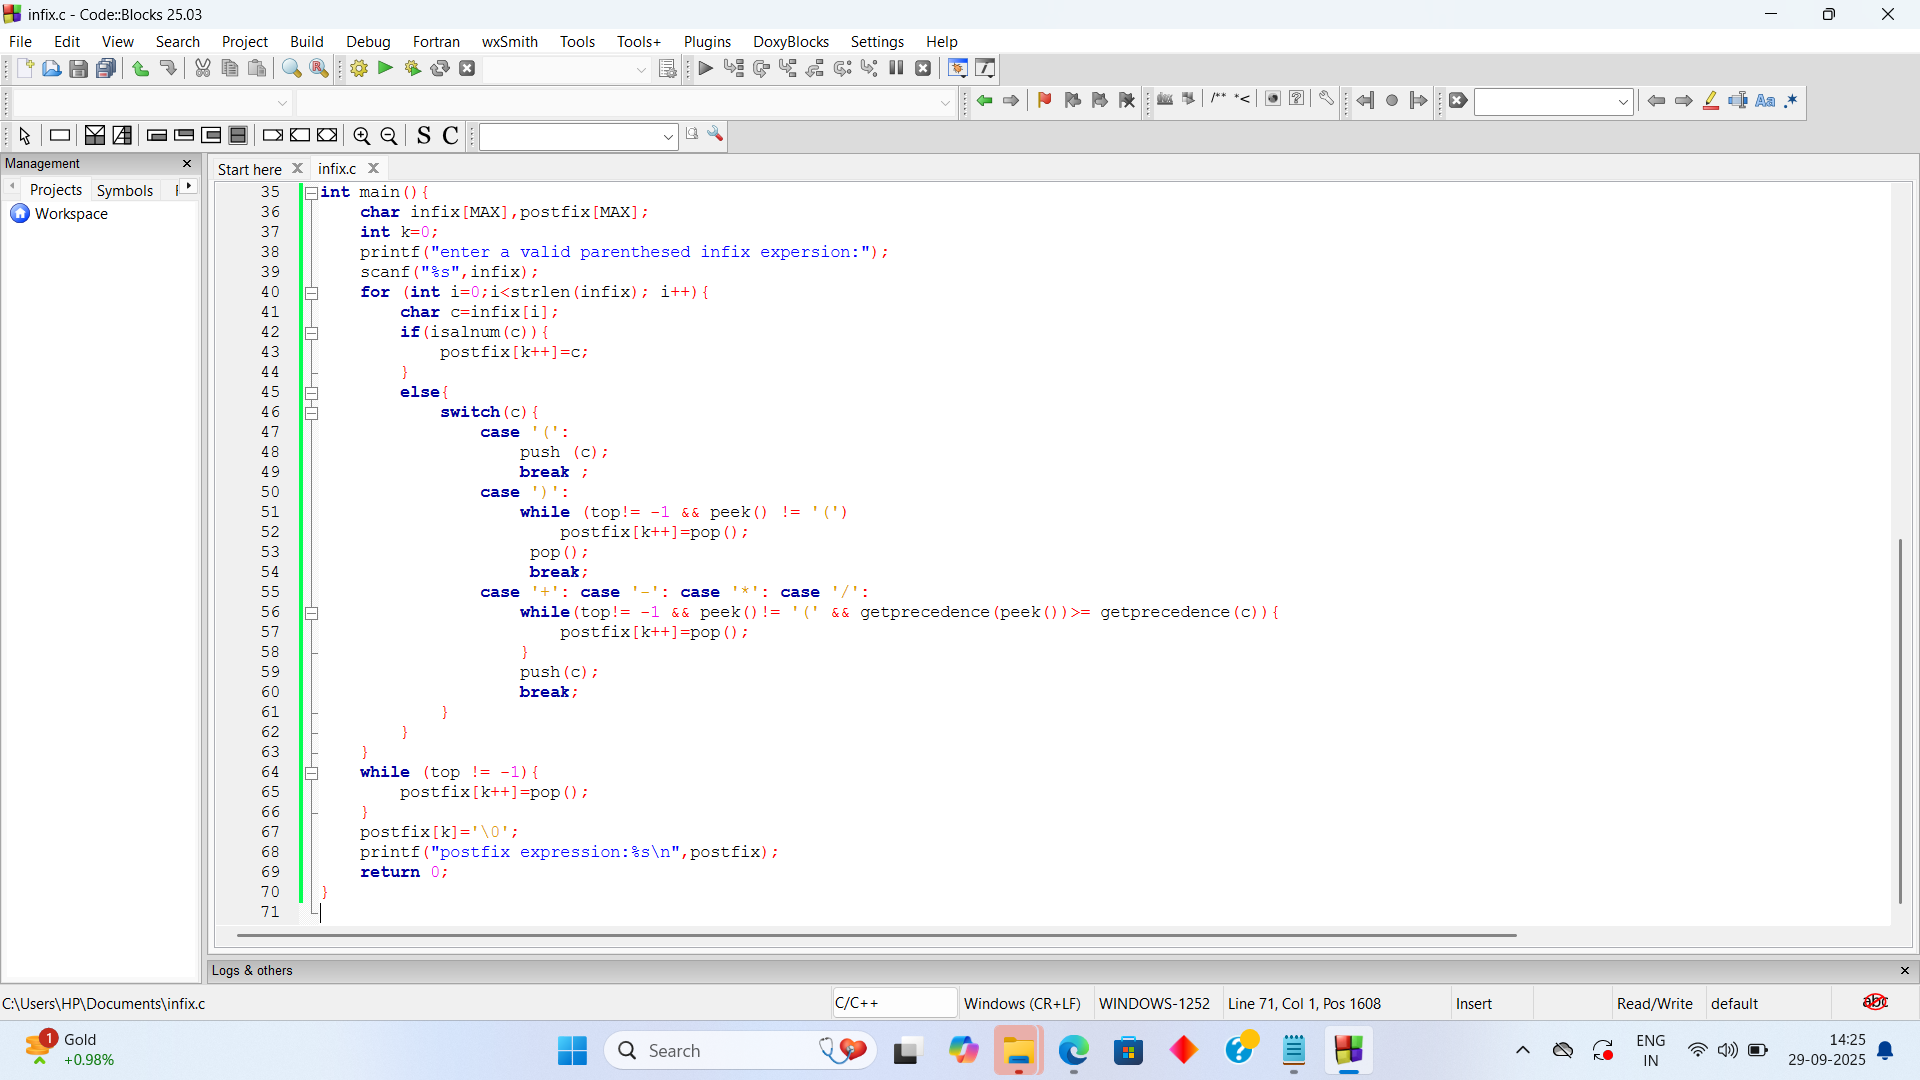 infix.c - Code::Blocks 25.03
File Edit View Search Project Build Debug Fortran wxSmith Tools Tools+ Plugins DoxyBlocks Settings Help
/** *<
Aa .*
S C
Management
Projects Symbols
Workspace
Start here infix.c
35 int main(){
36 char infix[MAX],postfix[MAX];
37 int k=0;
38 printf("enter a valid parenthesed infix expersion:");
39 scanf("%s",infix);
40 for (int i=0;i<strlen(infix); i++){
41 char c=infix[i];
42 if(isalnum(c)){
43 postfix[k++]=c;
44 }
45 else{
46 switch(c){
47 case '(':
48 push (c);
49 break ;
50 case ')':
51 while (top!= -1 && peek() != '(')
52 postfix[k++]=pop();
53 pop();
54 break;
55 case '+': case '-': case '*': case '/':
56 while(top!= -1 && peek()!= '(' && getprecedence(peek())>= getprecedence(c)){
57 postfix[k++]=pop();
58 }
59 push(c);
60 break;
61 }
62 }
63 }
64 while (top != -1){
65 postfix[k++]=pop();
66 }
67 postfix[k]='\0';
68 printf("postfix expression:%s\n",postfix);
69 return 0;
70 }
71
Logs & others
C:\Users\HP\Documents\infix.c C/C++ Windows (CR+LF) WINDOWS-1252 Line 71, Col 1, Pos 1608 Insert Read/Write default abc
1 Gold
+0.98%
Search
ENG
IN
14:25
29-09-2025